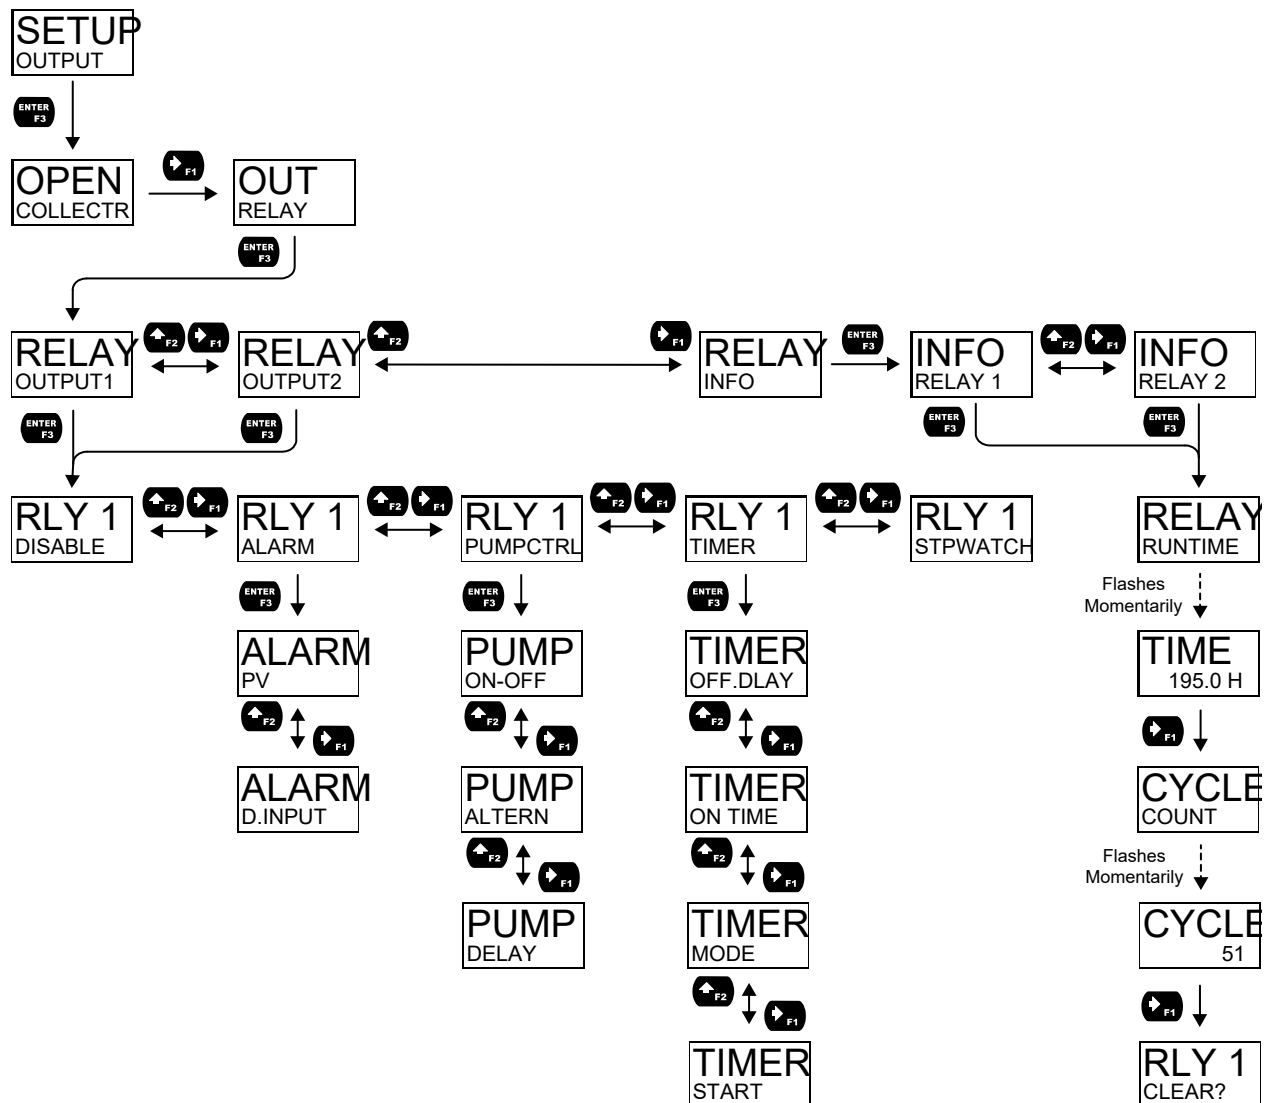 SETUP
OUTPUT
ENTER
F3
OPEN
COLLECTR
F1
OUT
RELAY
ENTER
F3
RELAY
OUTPUT1
F2
F1
RELAY
OUTPUT2
F2
F1
RELAY
INFO
ENTER
F3
INFO
RELAY 1
F2
F1
INFO
RELAY 2
ENTER
F3
ENTER
F3
ENTER
F3
ENTER
F3
RLY 1
DISABLE
F2
F1
RLY 1
ALARM
F2
F1
RLY 1
PUMPCTRL
F2
F1
RLY 1
TIMER
F2
F1
RLY 1
STPWATCH
RELAY
RUNTIME
ENTER
F3
ENTER
F3
ENTER
F3
Flashes
Momentarily
ALARM
PV
PUMP
ON-OFF
TIMER
OFF.DLAY
TIME
195.0 H
F2
F1
F2
F1
F2
F1
F1
ALARM
D.INPUT
PUMP
ALTERN
TIMER
ON TIME
CYCLE
COUNT
F2
F1
F2
F1
Flashes
Momentarily
PUMP
DELAY
TIMER
MODE
CYCLE
51
F2
F1
F1
TIMER
START
RLY 1
CLEAR?